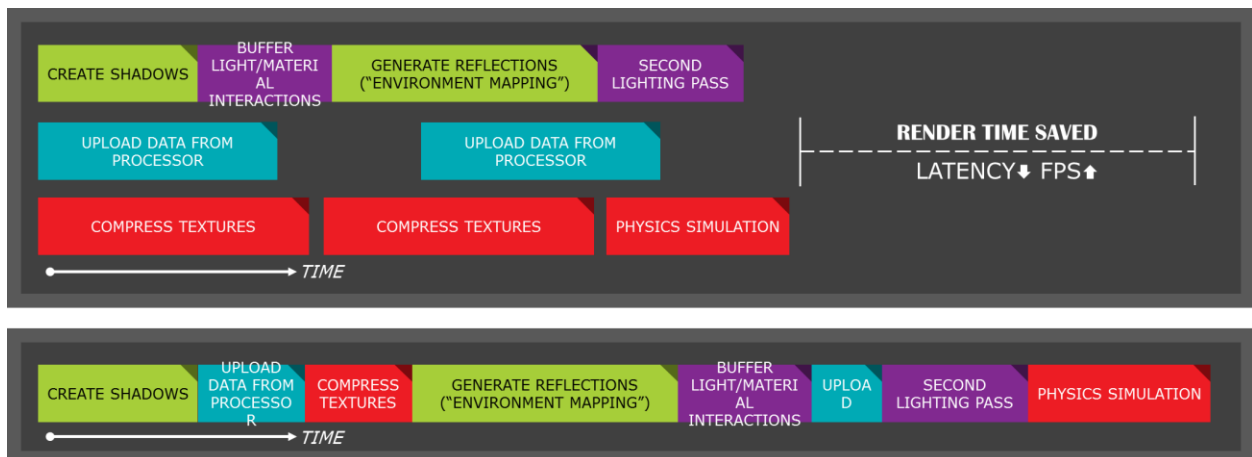 CREATE SHADOWS
BUFFER
LIGHT/MATERI
AL
INTERACTIONS
GENERATE REFLECTIONS
("ENVIRONMENT MAPPING")
SECOND
LIGHTING PASS
UPLOAD DATA FROM
PROCESSOR
UPLOAD DATA FROM
PROCESSOR
RENDER TIME SAVED
LATENCY⬇ FPS⬆
COMPRESS TEXTURES
COMPRESS TEXTURES
PHYSICS SIMULATION
TIME
CREATE SHADOWS
UPLOAD
DATA FROM
PROCESSO
R
COMPRESS
TEXTURES
GENERATE REFLECTIONS
("ENVIRONMENT MAPPING")
BUFFER
LIGHT/MATERI
AL
INTERACTIONS
UPLOA
D
SECOND
LIGHTING PASS
PHYSICS SIMULATION
TIME